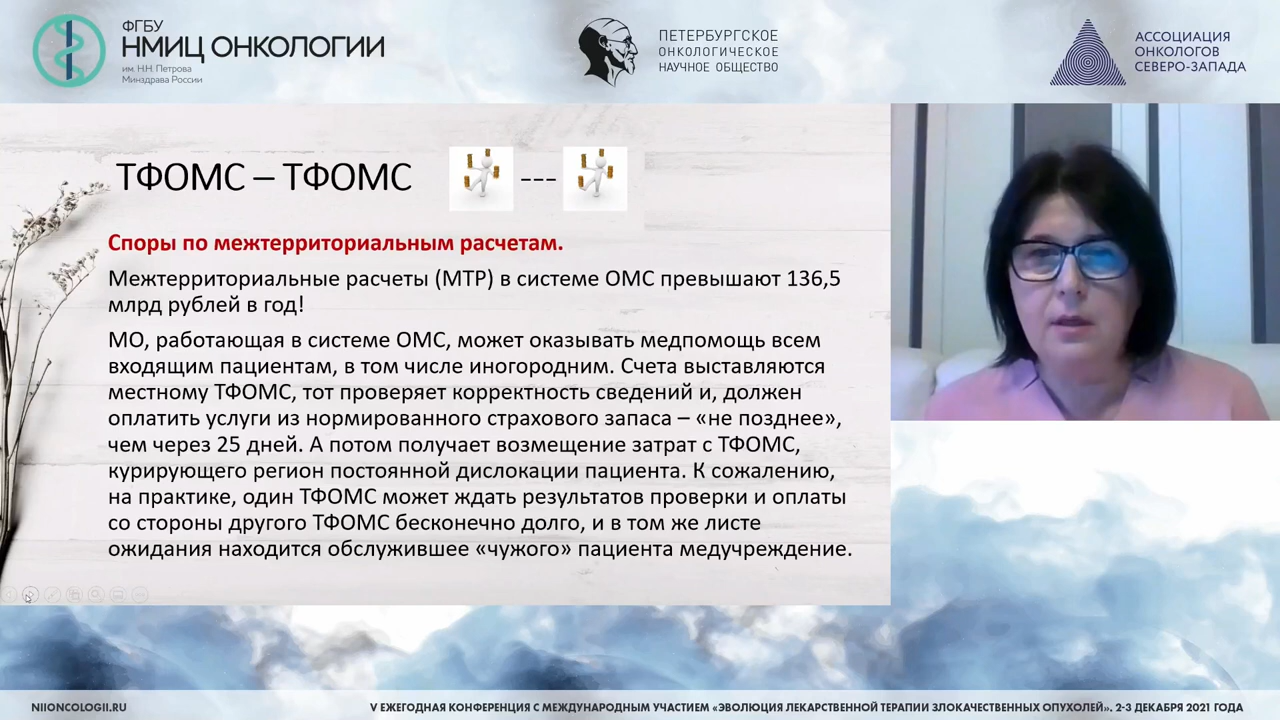 ФГБУ
НМИЦ ОНКОЛОГИИ
им. Н.Н. Петрова
Минздрава России
ПЕТЕРБУРГСКОЕ
ОНКОЛОГИЧЕСКОЕ
НАУЧНОЕ ОБЩЕСТВО
АССОЦИАЦИЯ
ОНКОЛОГОВ
СЕВЕРО-ЗАПАДА
ТФОМС – ТФОМС ---
Споры по межтерриториальным расчетам.
Межтерриториальные расчеты (МТР) в системе ОМС превышают 136,5
млрд рублей в год!
МО, работающая в системе ОМС, может оказывать медпомощь всем
входящим пациентам, в том числе иногородним. Счета выставляются
местному ТФОМС, тот проверяет корректность сведений и, должен
оплатить услуги из нормированного страхового запаса – «не позднее»,
чем через 25 дней. А потом получает возмещение затрат с ТФОМС,
курирующего регион постоянной дислокации пациента. К сожалению,
на практике, один ТФОМС может ждать результатов проверки и оплаты
со стороны другого ТФОМС бесконечно долго, и в том же листе
ожидания находится обслужившее «чужого» пациента медучреждение.
NIIONCOLOGII.RU
V ЕЖЕГОДНАЯ КОНФЕРЕНЦИЯ С МЕЖДУНАРОДНЫМ УЧАСТИЕМ «ЭВОЛЮЦИЯ ЛЕКАРСТВЕННОЙ ТЕРАПИИ ЗЛОКАЧЕСТВЕННЫХ ОПУХОЛЕЙ». 2-3 ДЕКАБРЯ 2021 ГОДА